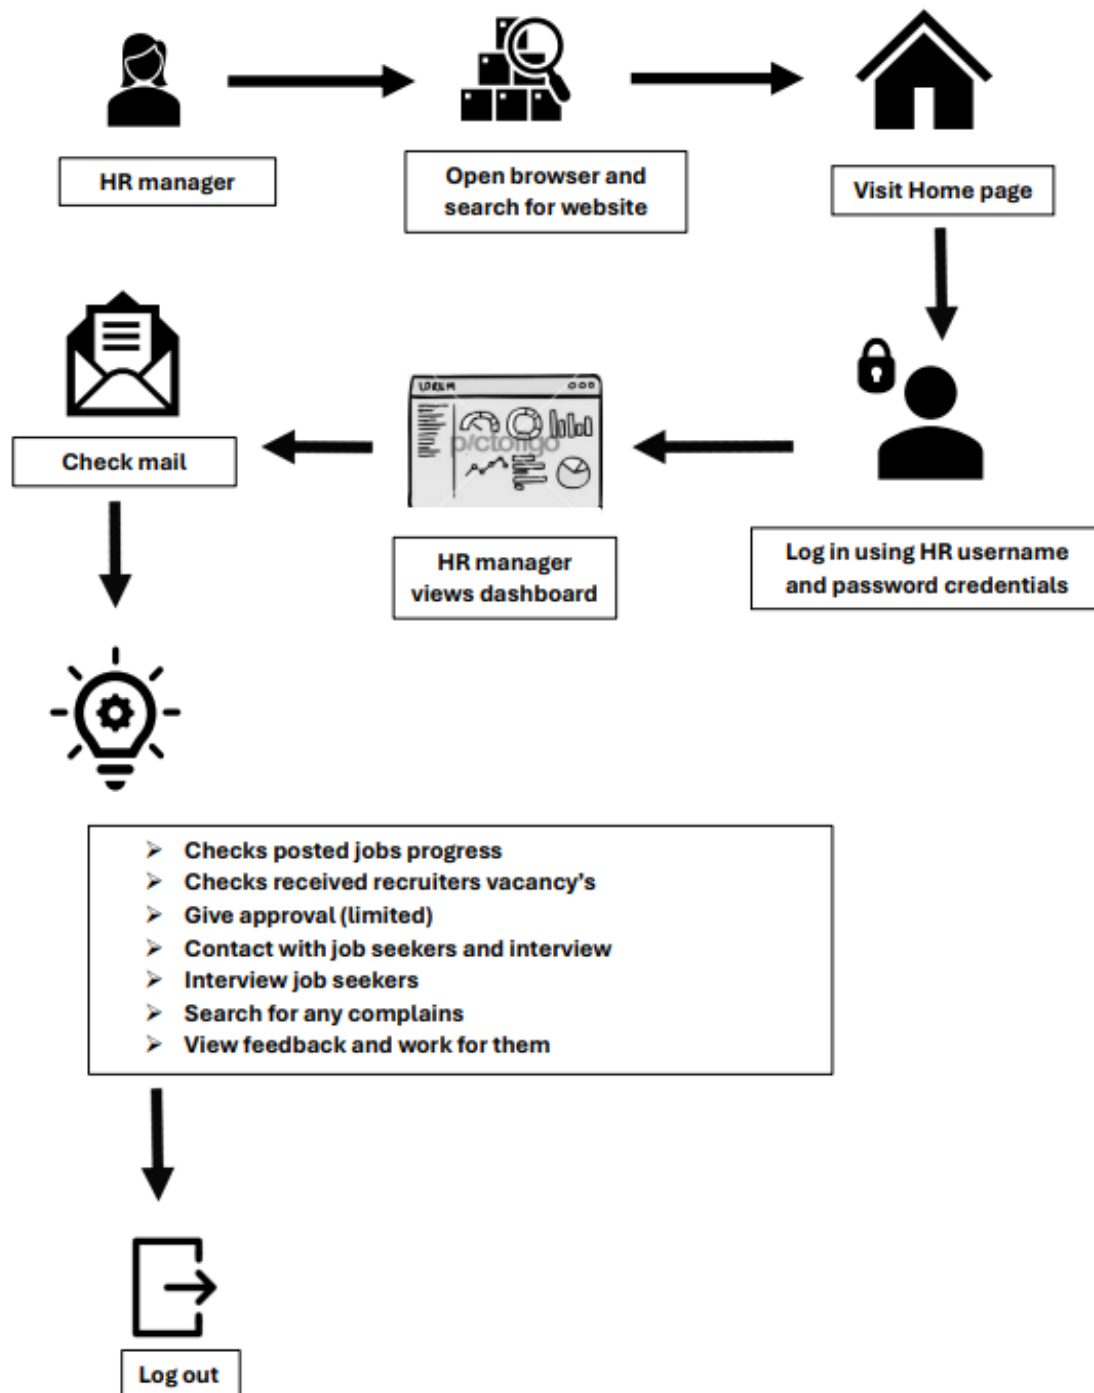 HR manager
Open browser and
search for website
Visit Home page
Log in using HR username
and password credentials
LOREM
pictofigo
HR manager
views dashboard
Check mail
➢ Checks posted jobs progress
➢ Checks received recruiters vacancy's
➢ Give approval (limited)
➢ Contact with job seekers and interview
➢ Interview job seekers
➢ Search for any complains
➢ View feedback and work for them
Log out